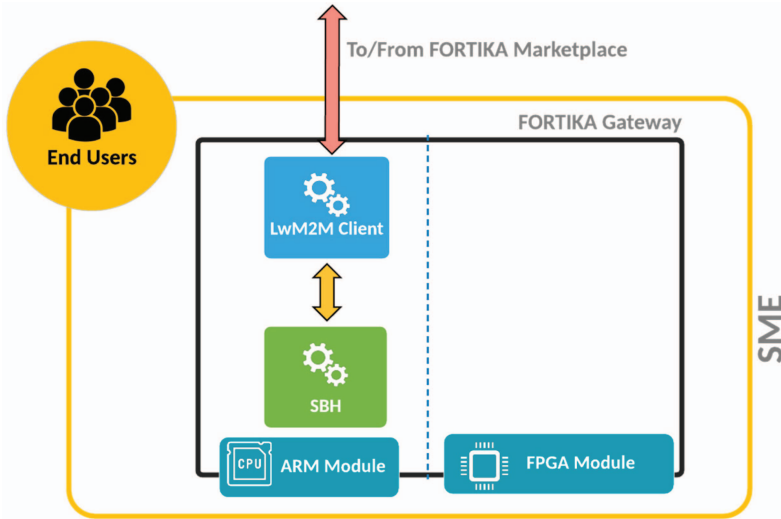 To/From FORTIKA Marketplace
End Users
FORTIKA Gateway
LwM2M Client
SBH
SME
CPU
ARM Module
FPGA Module